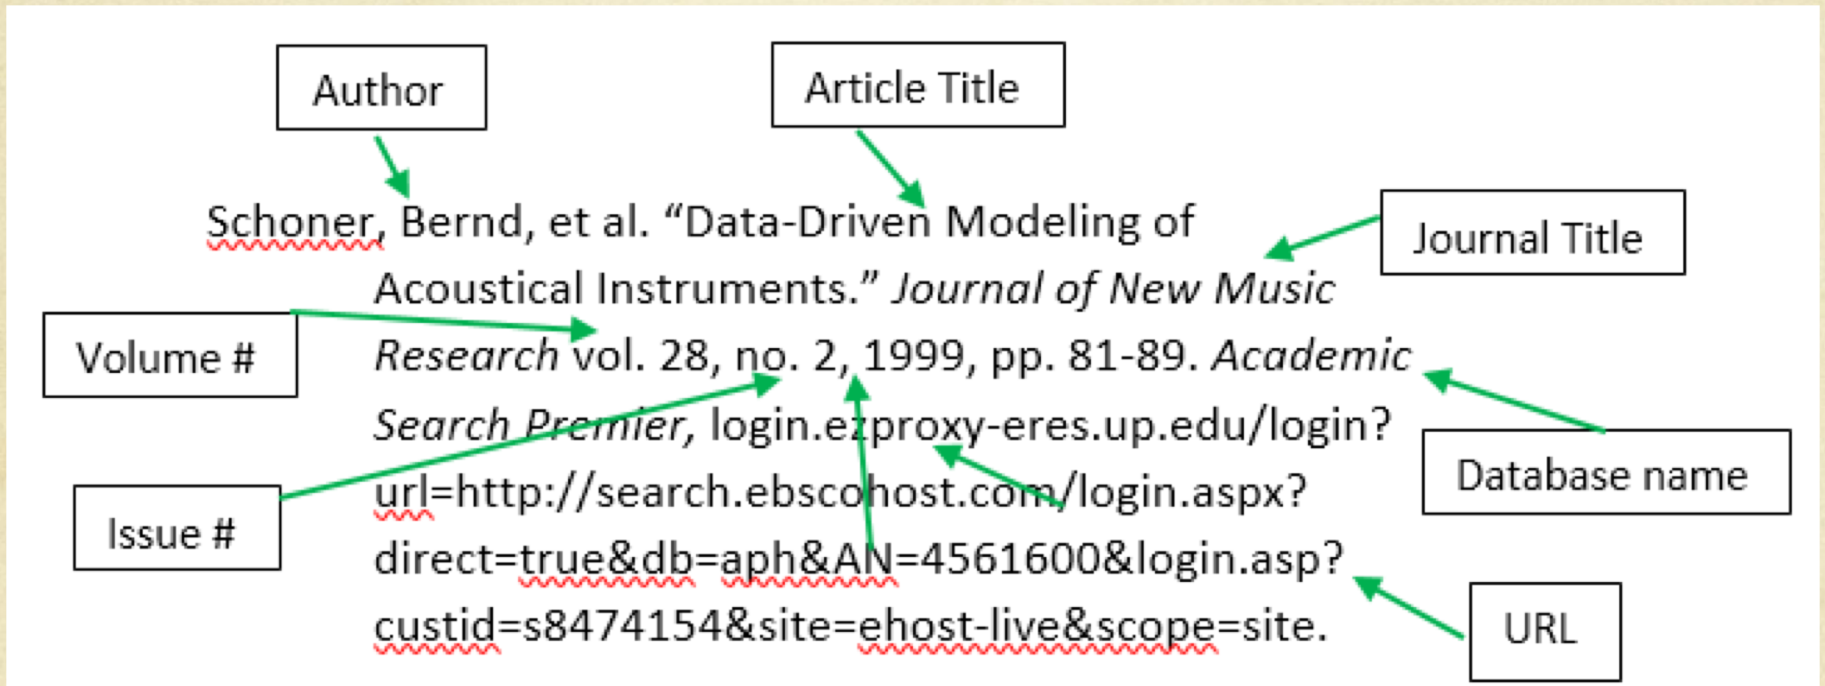 Author
Article Title
Schoner, Bernd, et al. “Data-Driven Modeling of
Journal Title
Acoustical Instruments.” Journal of New Music
Volume #
Research vol. 28, no. 2, 1999, pp. 81-89. Academic
Search Premier, login.ezproxy-eres.up.edu/login?
Database name
url=http://search.ebscohost.com/login.aspx?
Issue #
direct=true&db=aph&AN=4561600&login.asp?
custid=s8474154&site=ehost-live&scope=site.
URL